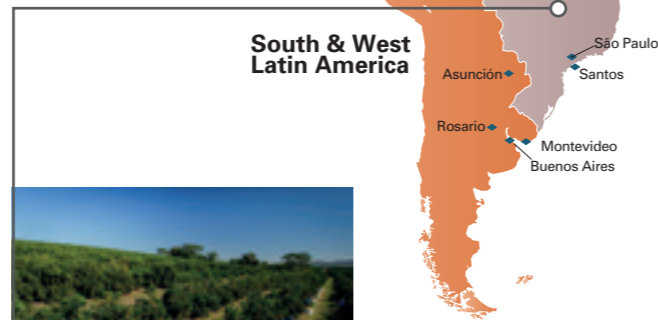 South & West
Latin America
São Paulo
Asunción
Santos
Rosario
Montevideo
Buenos Aires